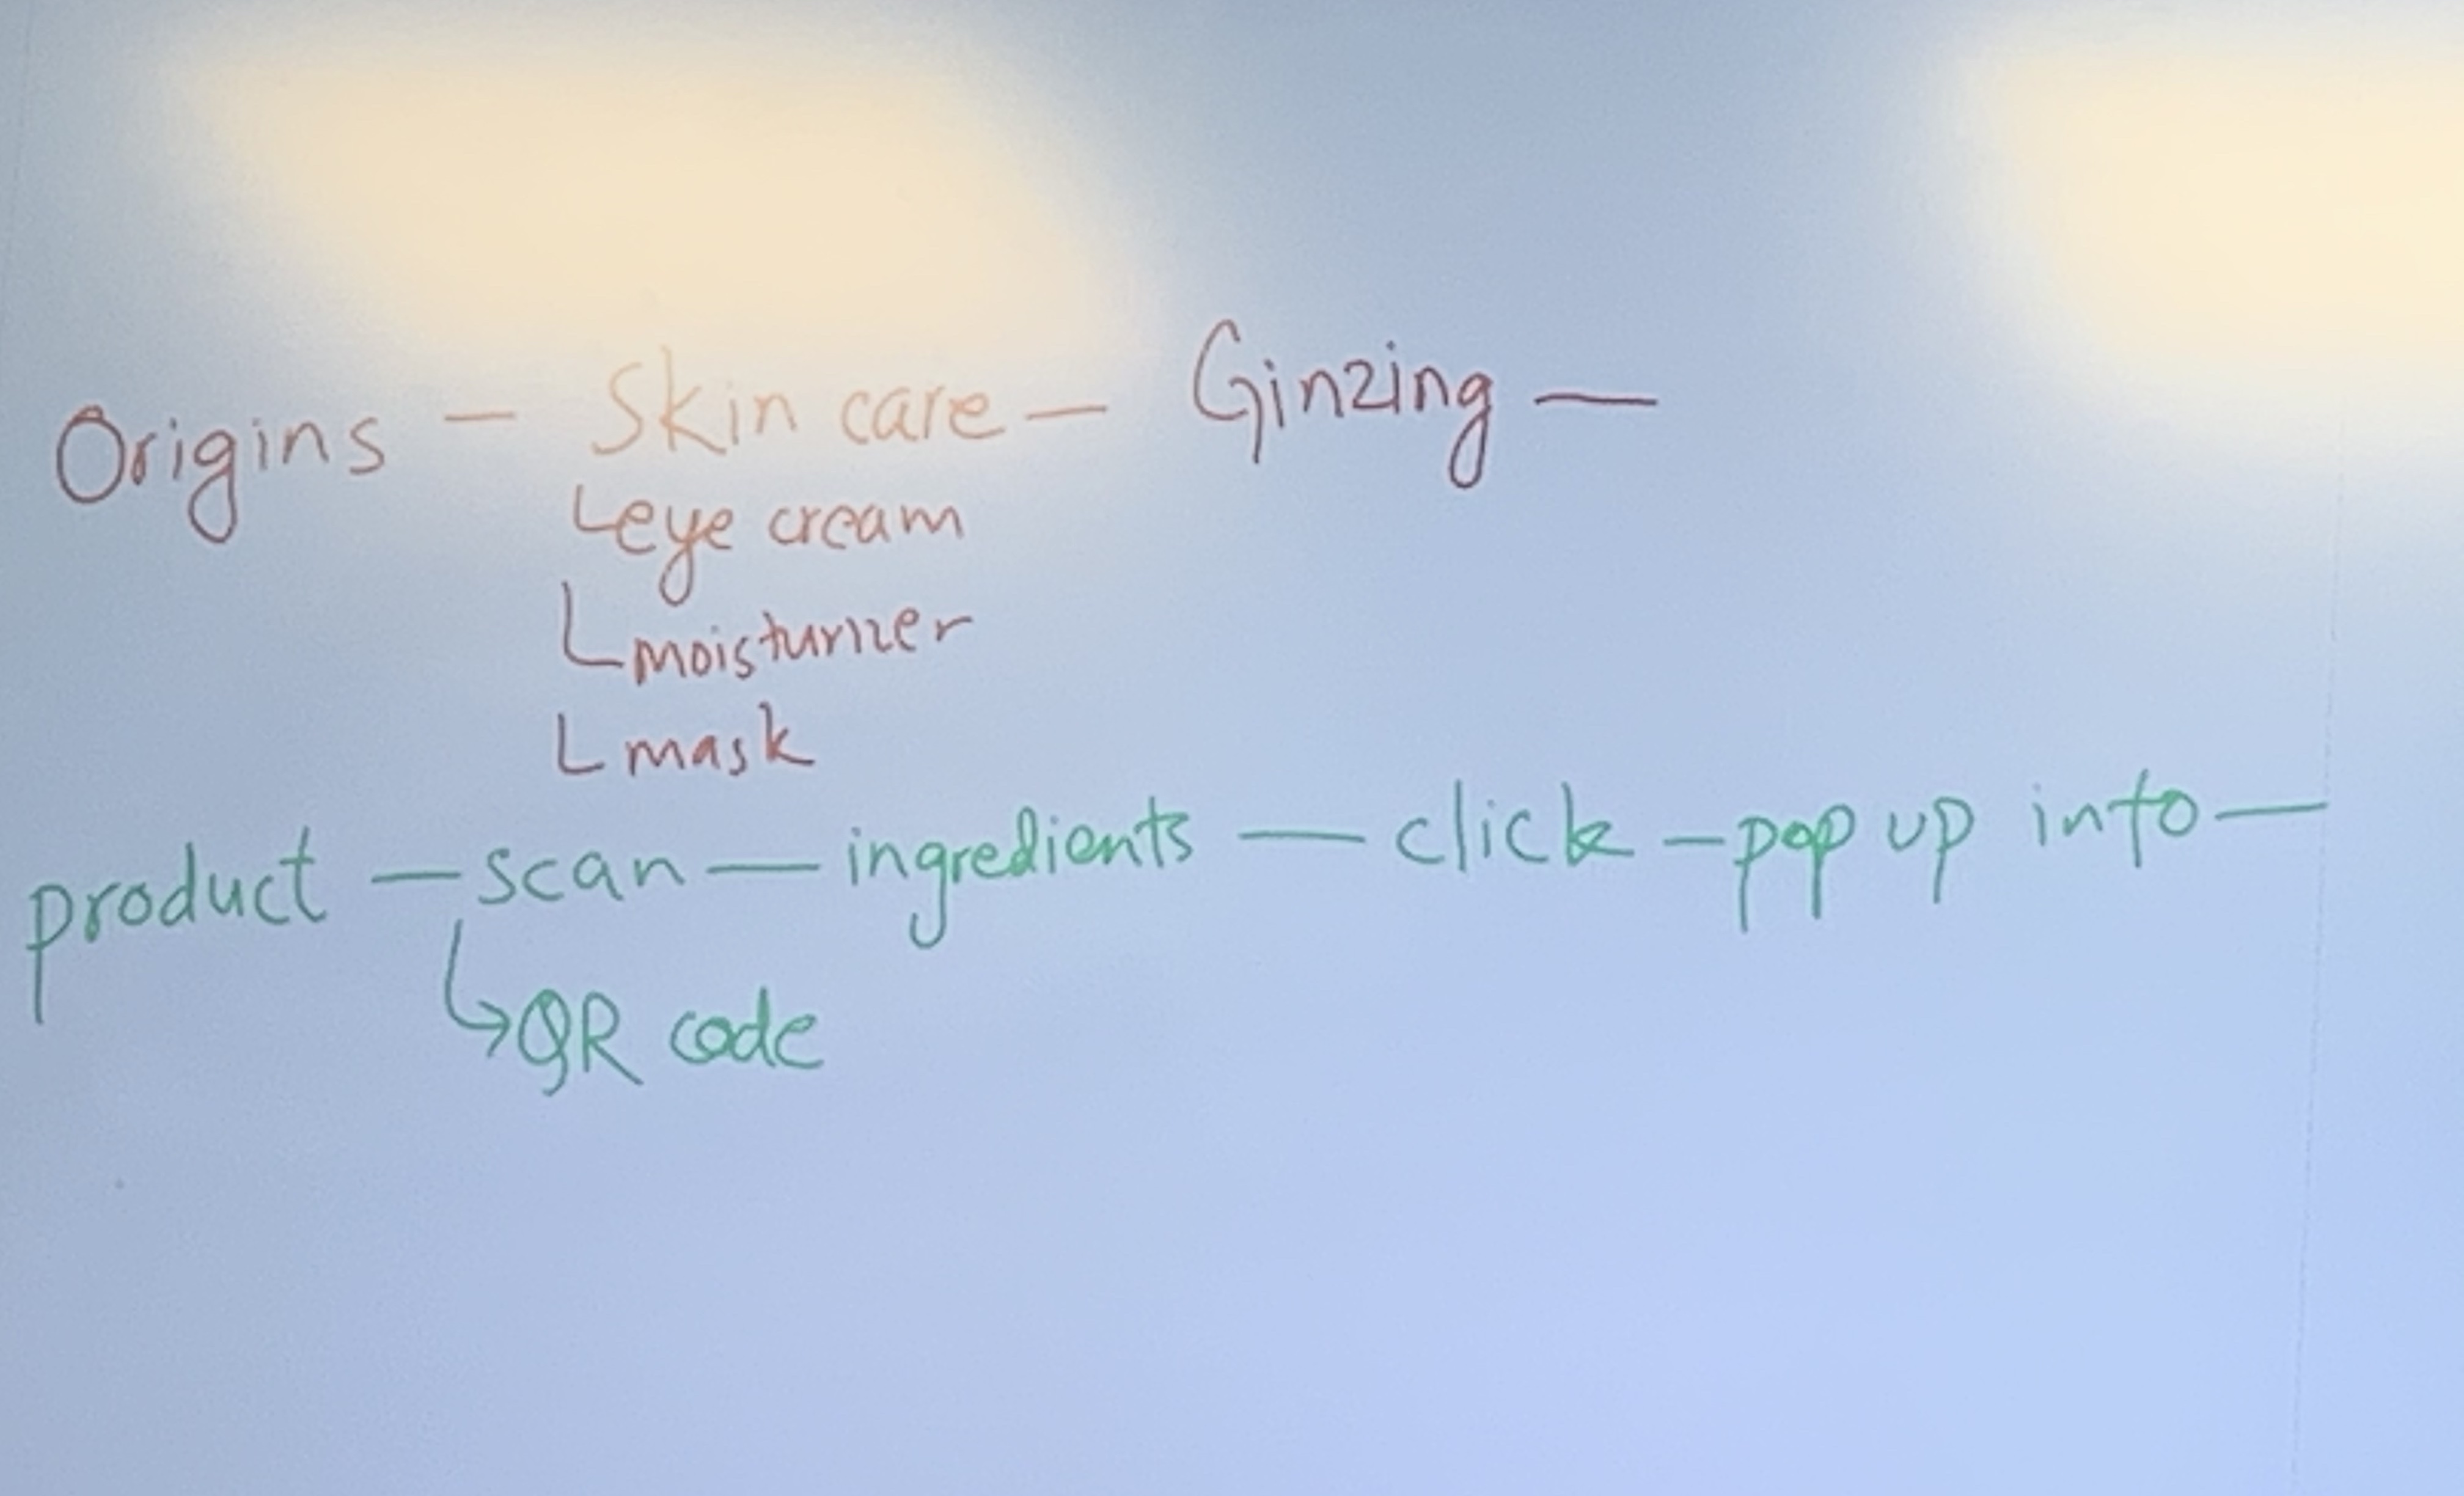 Origins — Skin care — Ginzing —
eye cream
moisturizer
mask
product — scan — ingredients — click — pop up info —
QR code